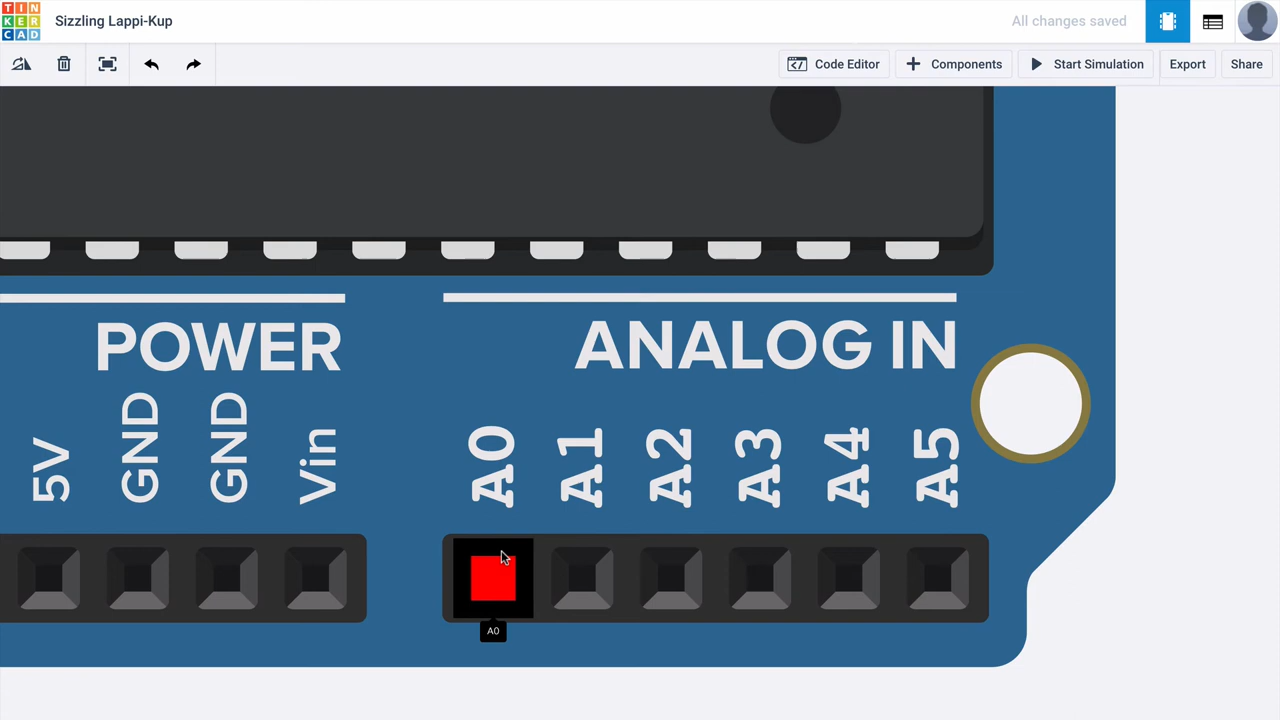 TIN
KER
CAD
Sizzling Lappi-Kup
All changes saved
Code Editor
Components
Start Simulation
Export
Share
POWER
ANALOG IN
5V
GND
GND
Vin
A0
A1
A2
A3
A4
A5
A0